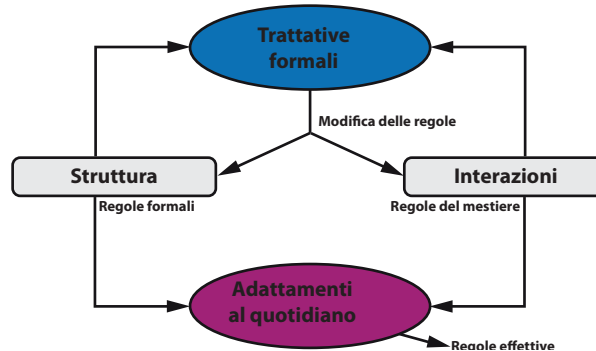 Trattative
formali
Modifica delle regole
Struttura
Interazioni
Regole formali
Regole del mestiere
Adattamenti
al quotidiano
Regole effettive